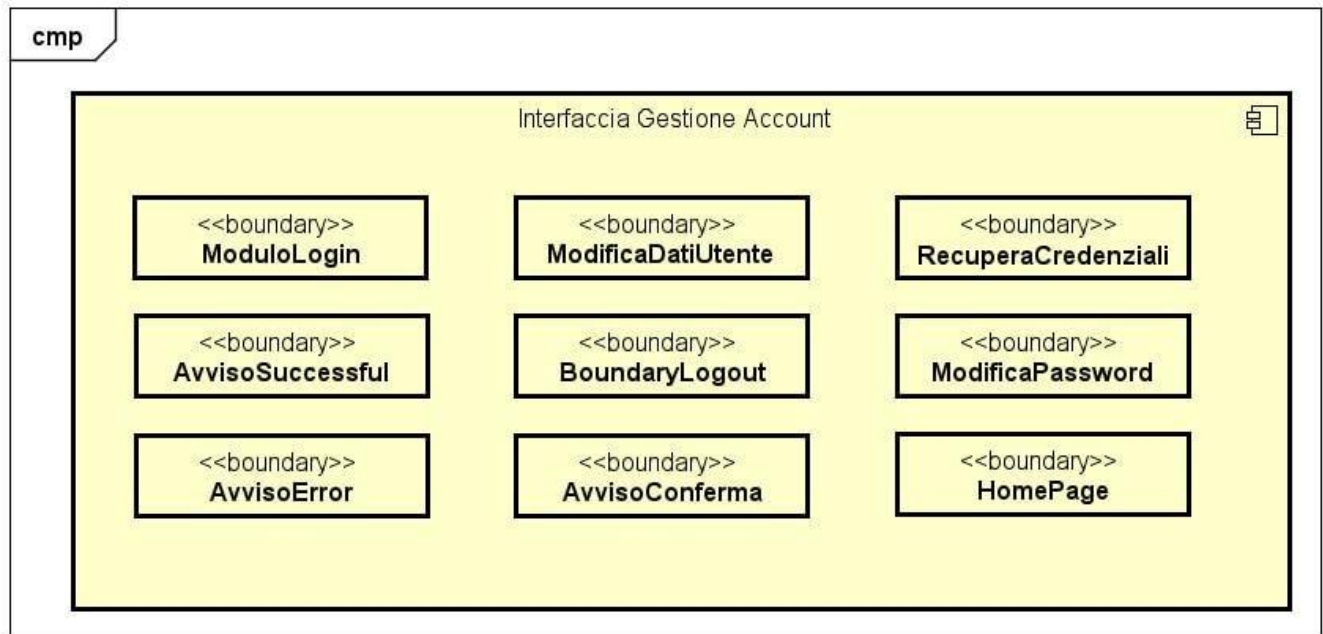 cmp
Interfaccia Gestione Account
<<boundary>>
ModuloLogin
<<boundary>>
ModificaDatiUtente
<<boundary>>
RecuperaCredenziali
<<boundary>>
AvvisoSuccessful
<<boundary>>
BoundaryLogout
<<boundary>>
ModificaPassword
<<boundary>>
AvvisoError
<<boundary>>
AvvisoConferma
<<boundary>>
HomePage